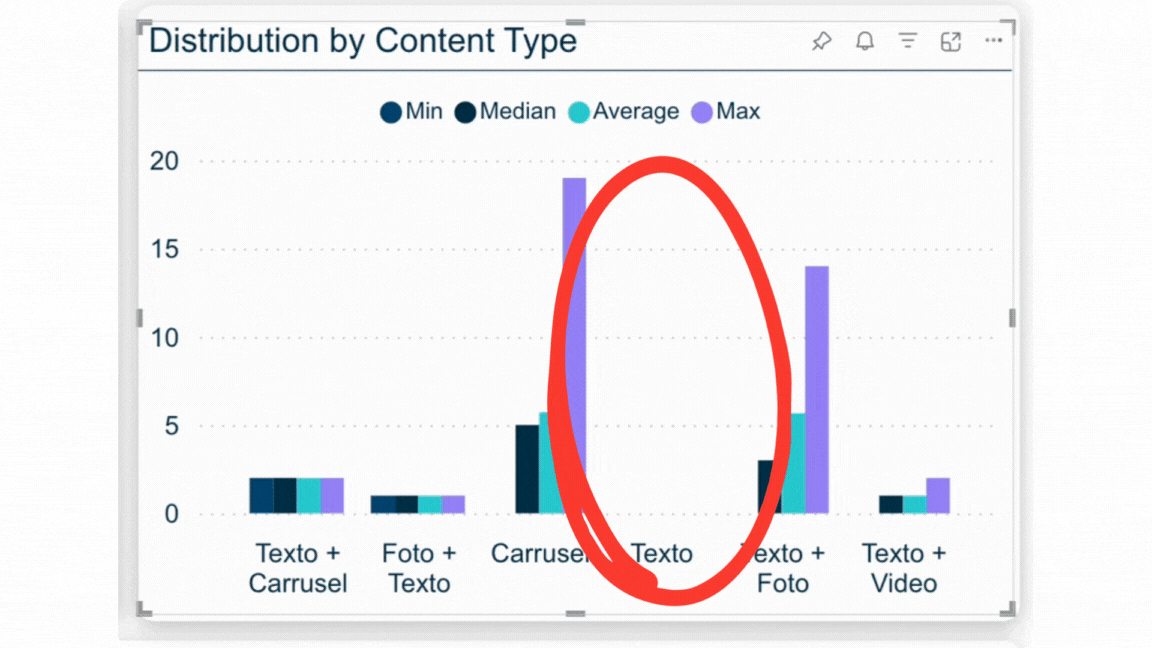 Distribution by Content Type
Min Median Average Max
20
15
10
5
0
Texto + Foto + Carrusel Texto Texto + Texto +
Carrusel Texto Foto Video